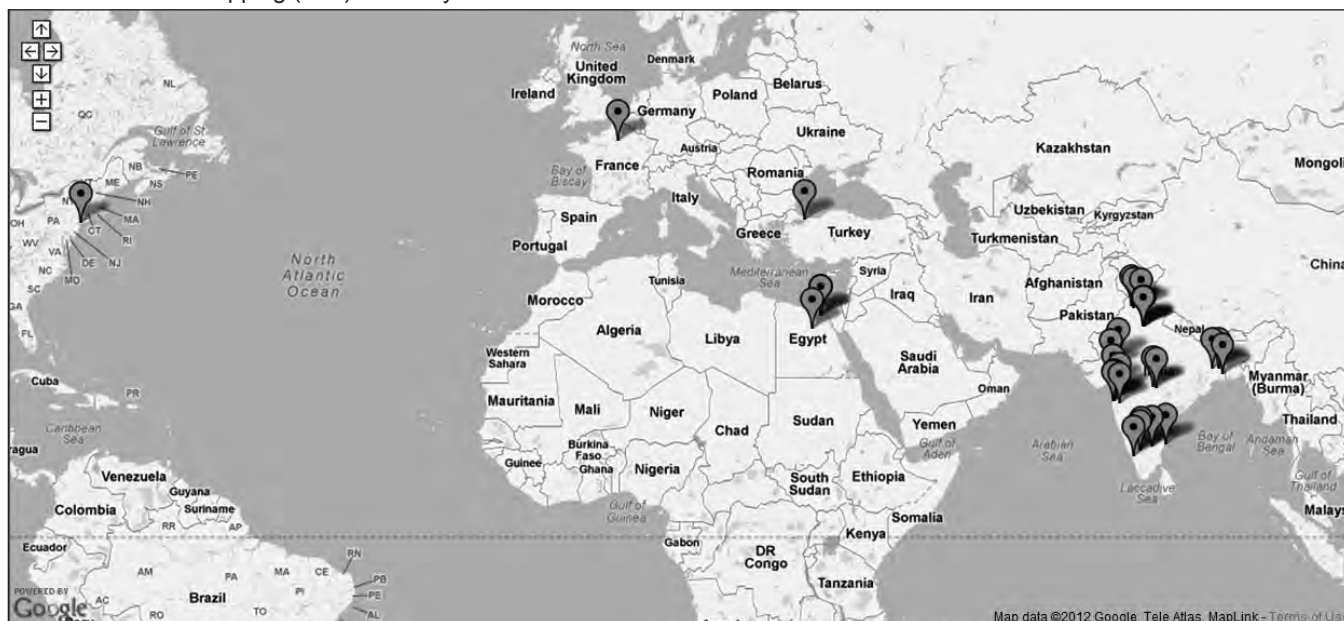 North Sea
Denmark
United
Kingdom
Ireland
Poland
Belarus
Germany
NL
QC
Ukraine
Kazakhstan
Gulf of St
Lawrence
Austria
Mongoli
NB
PE
ME
NS
France
Bay of
Biscay
Romania
NH
Italy
Uzbekistan
Kyrgyzstan
OH
PA
MA
CT
RI
Spain
Portugal
Greece
Turkey
Turkmenistan
WV
VA
DE
NJ
MD
NC
SC
North
Atlantic
Ocean
Tunisia
Mediterranean
Sea
Syria
Iraq
Iran
Afghanistan
China
GA
FL
Morocco
Pakistan
Nepal
Algeria
Libya
Egypt
Western
Sahara
Saudi
Arabia
Oman
Myanmar
(Burma)
Cuba
PR
Mauritania
Mali
Niger
Chad
Sudan
Yemen
Thailand
Caribbean
Sea
ragua
Gulf of
Aden
Arabian
Sea
Bay of
Bengal
Andaman
Sea
Burkina
Faso
Guinee
Ghana
Nigeria
Ethiopia
South
Sudan
Gulf of
Thailand
Venezuela
Guyana
Suriname
Colombia
Laccadive
Sea
Gulf of
Guinea
Somalia
Malays
RR
AP
Gabon
Kenya
Ecuador
DR
Congo
RN
AM
PA
MA
CE
PB
PI
PE
Tanzania
AC
Brazil
AL
RO
TO
POWERED BY
Google
Map data ©2012 Google, Tele Atlas, MapLink - Terms of Us